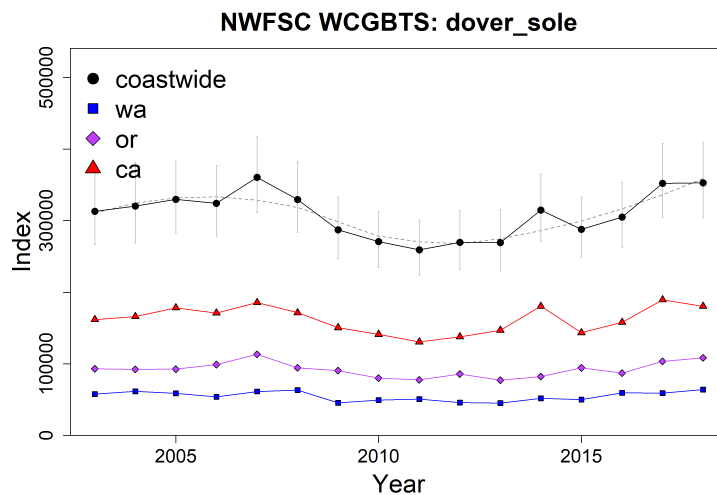 NWFSC WCGBTS: dover_sole
coastwide
wa
or
ca
Index
500000
300000
100000
0
2005
2010
2015
Year